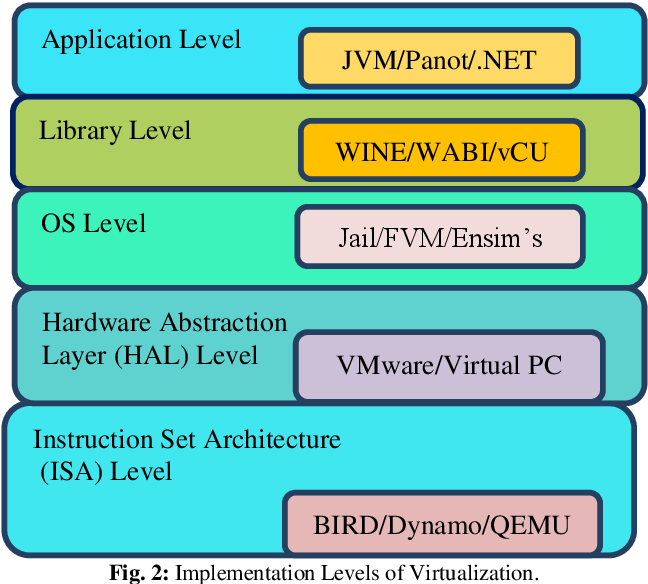 Application Level
JVM/Panot/.NET
Library Level
WINE/WABI/vCU
OS Level
Jail/FVM/Ensim’s
Hardware Abstraction
Layer (HAL) Level
VMware/Virtual PC
Instruction Set Architecture
(ISA) Level
BIRD/Dynamo/QEMU
Fig. 2: Implementation Levels of Virtualization.